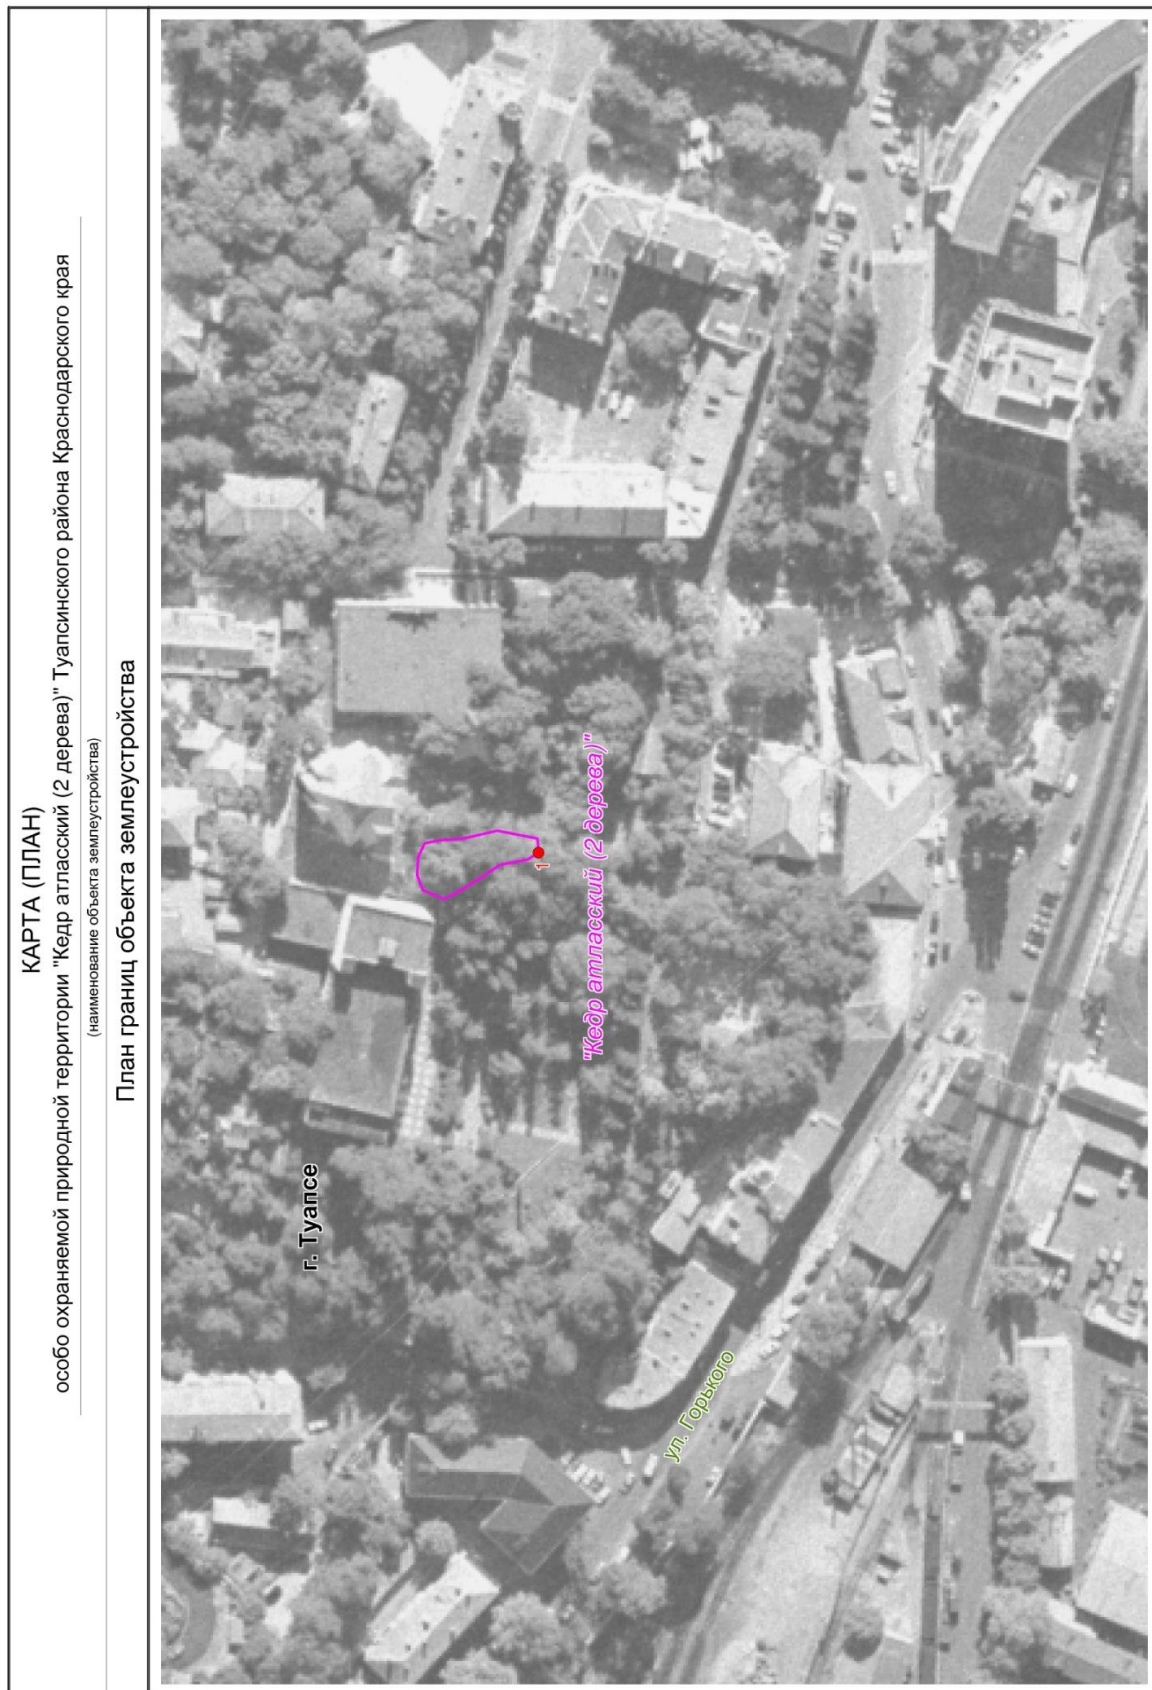 КАРТА (ПЛАН)
особо охраняемой природной территории "Кедр атласский (2 дерева)" Туапсинского района Краснодарского края
(наименование объекта землеустройства)
План границ объекта землеустройства
г. Туапсе
1
"Кедр атласский (2 дерева)"
ул. Горького